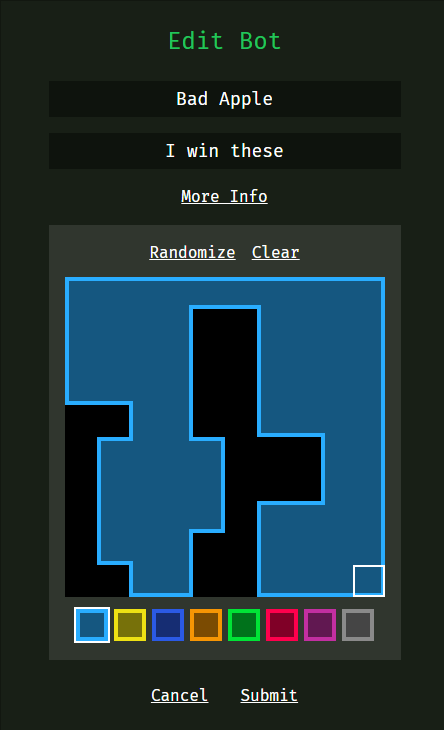 Edit Bot
Bad Apple
I win these
More Info
Randomize Clear
Cancel Submit